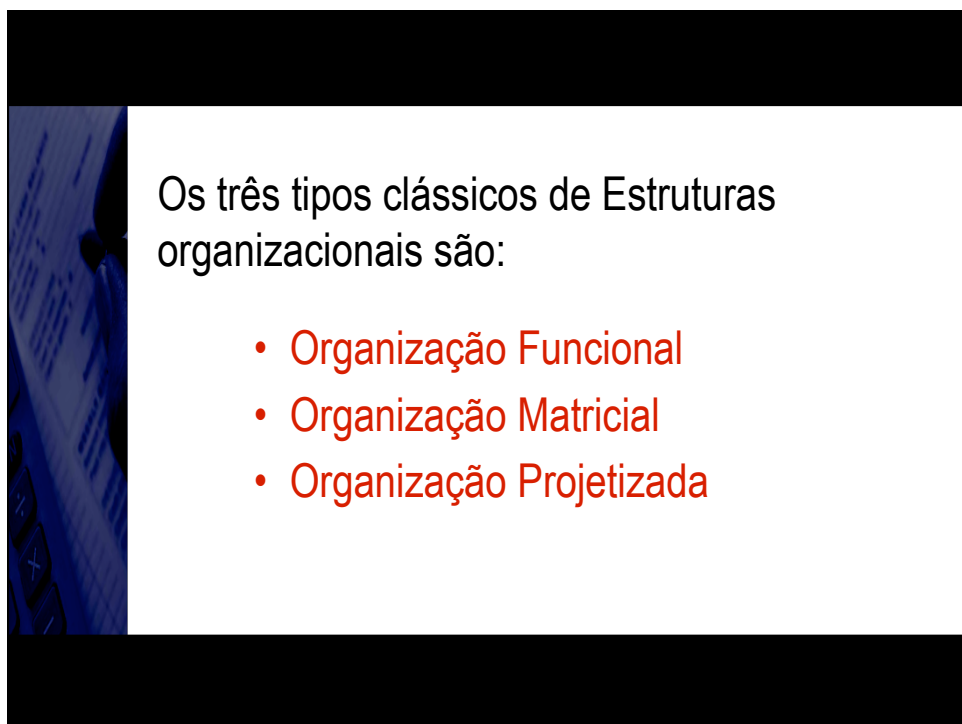 Os três tipos clássicos de Estruturas
organizacionais são:
• Organização Funcional
• Organização Matricial
• Organização Projetizada